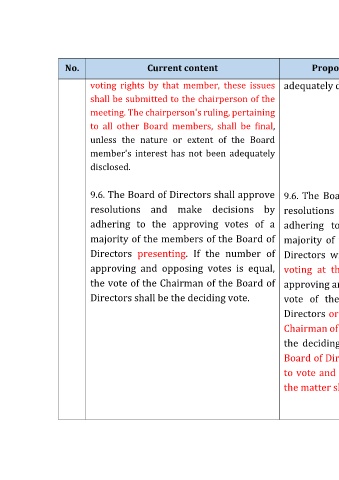 No.
Current content
Propo
voting rights by that member, these issues
shall be submitted to the chairperson of the
meeting. The chairperson's ruling, pertaining
to all other Board members, shall be final,
unless the nature or extent of the Board
member's interest has not been adequately
disclosed.
9.6. The Board of Directors shall approve
resolutions and make decisions by
adhering to the approving votes of a
majority of the members of the Board of
Directors presenting. If the number of
approving and opposing votes is equal,
the vote of the Chairman of the Board of
Directors shall be the deciding vote.
adequately
9.6. The Boa
resolutions
adhering to
majority of
Directors w
voting at th
approving an
vote of the
Directors or
Chairman of
the deciding
Board of Dir
to vote and
the matter sh